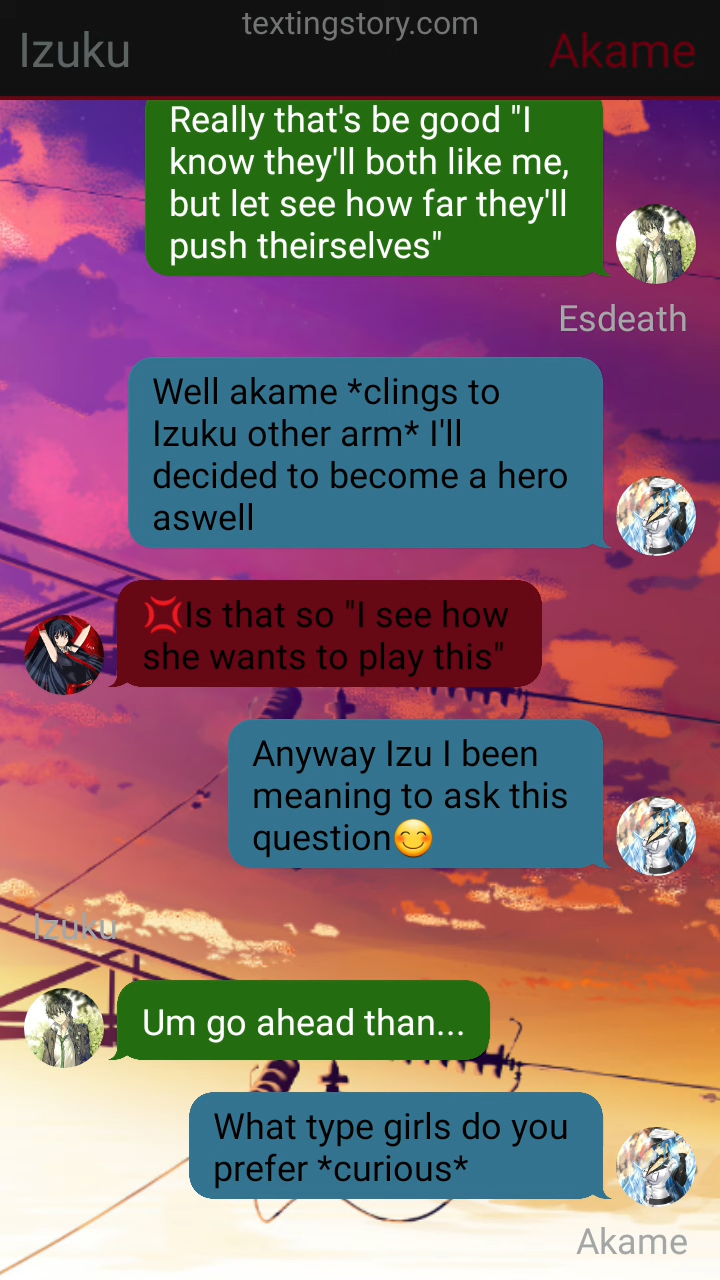 textingstory.com
Izuku
Akame
Really that's be good "I
know they'll both like me,
but let see how far they'll
push theirselves"
Esdeath
Well akame *clings to
Izuku other arm* I'll
decided to become a hero
aswell
💢Is that so "I see how
she wants to play this"
Anyway Izu I been
meaning to ask this
question😊
Izuku
Um go ahead than...
What type girls do you
prefer *curious*
Akame